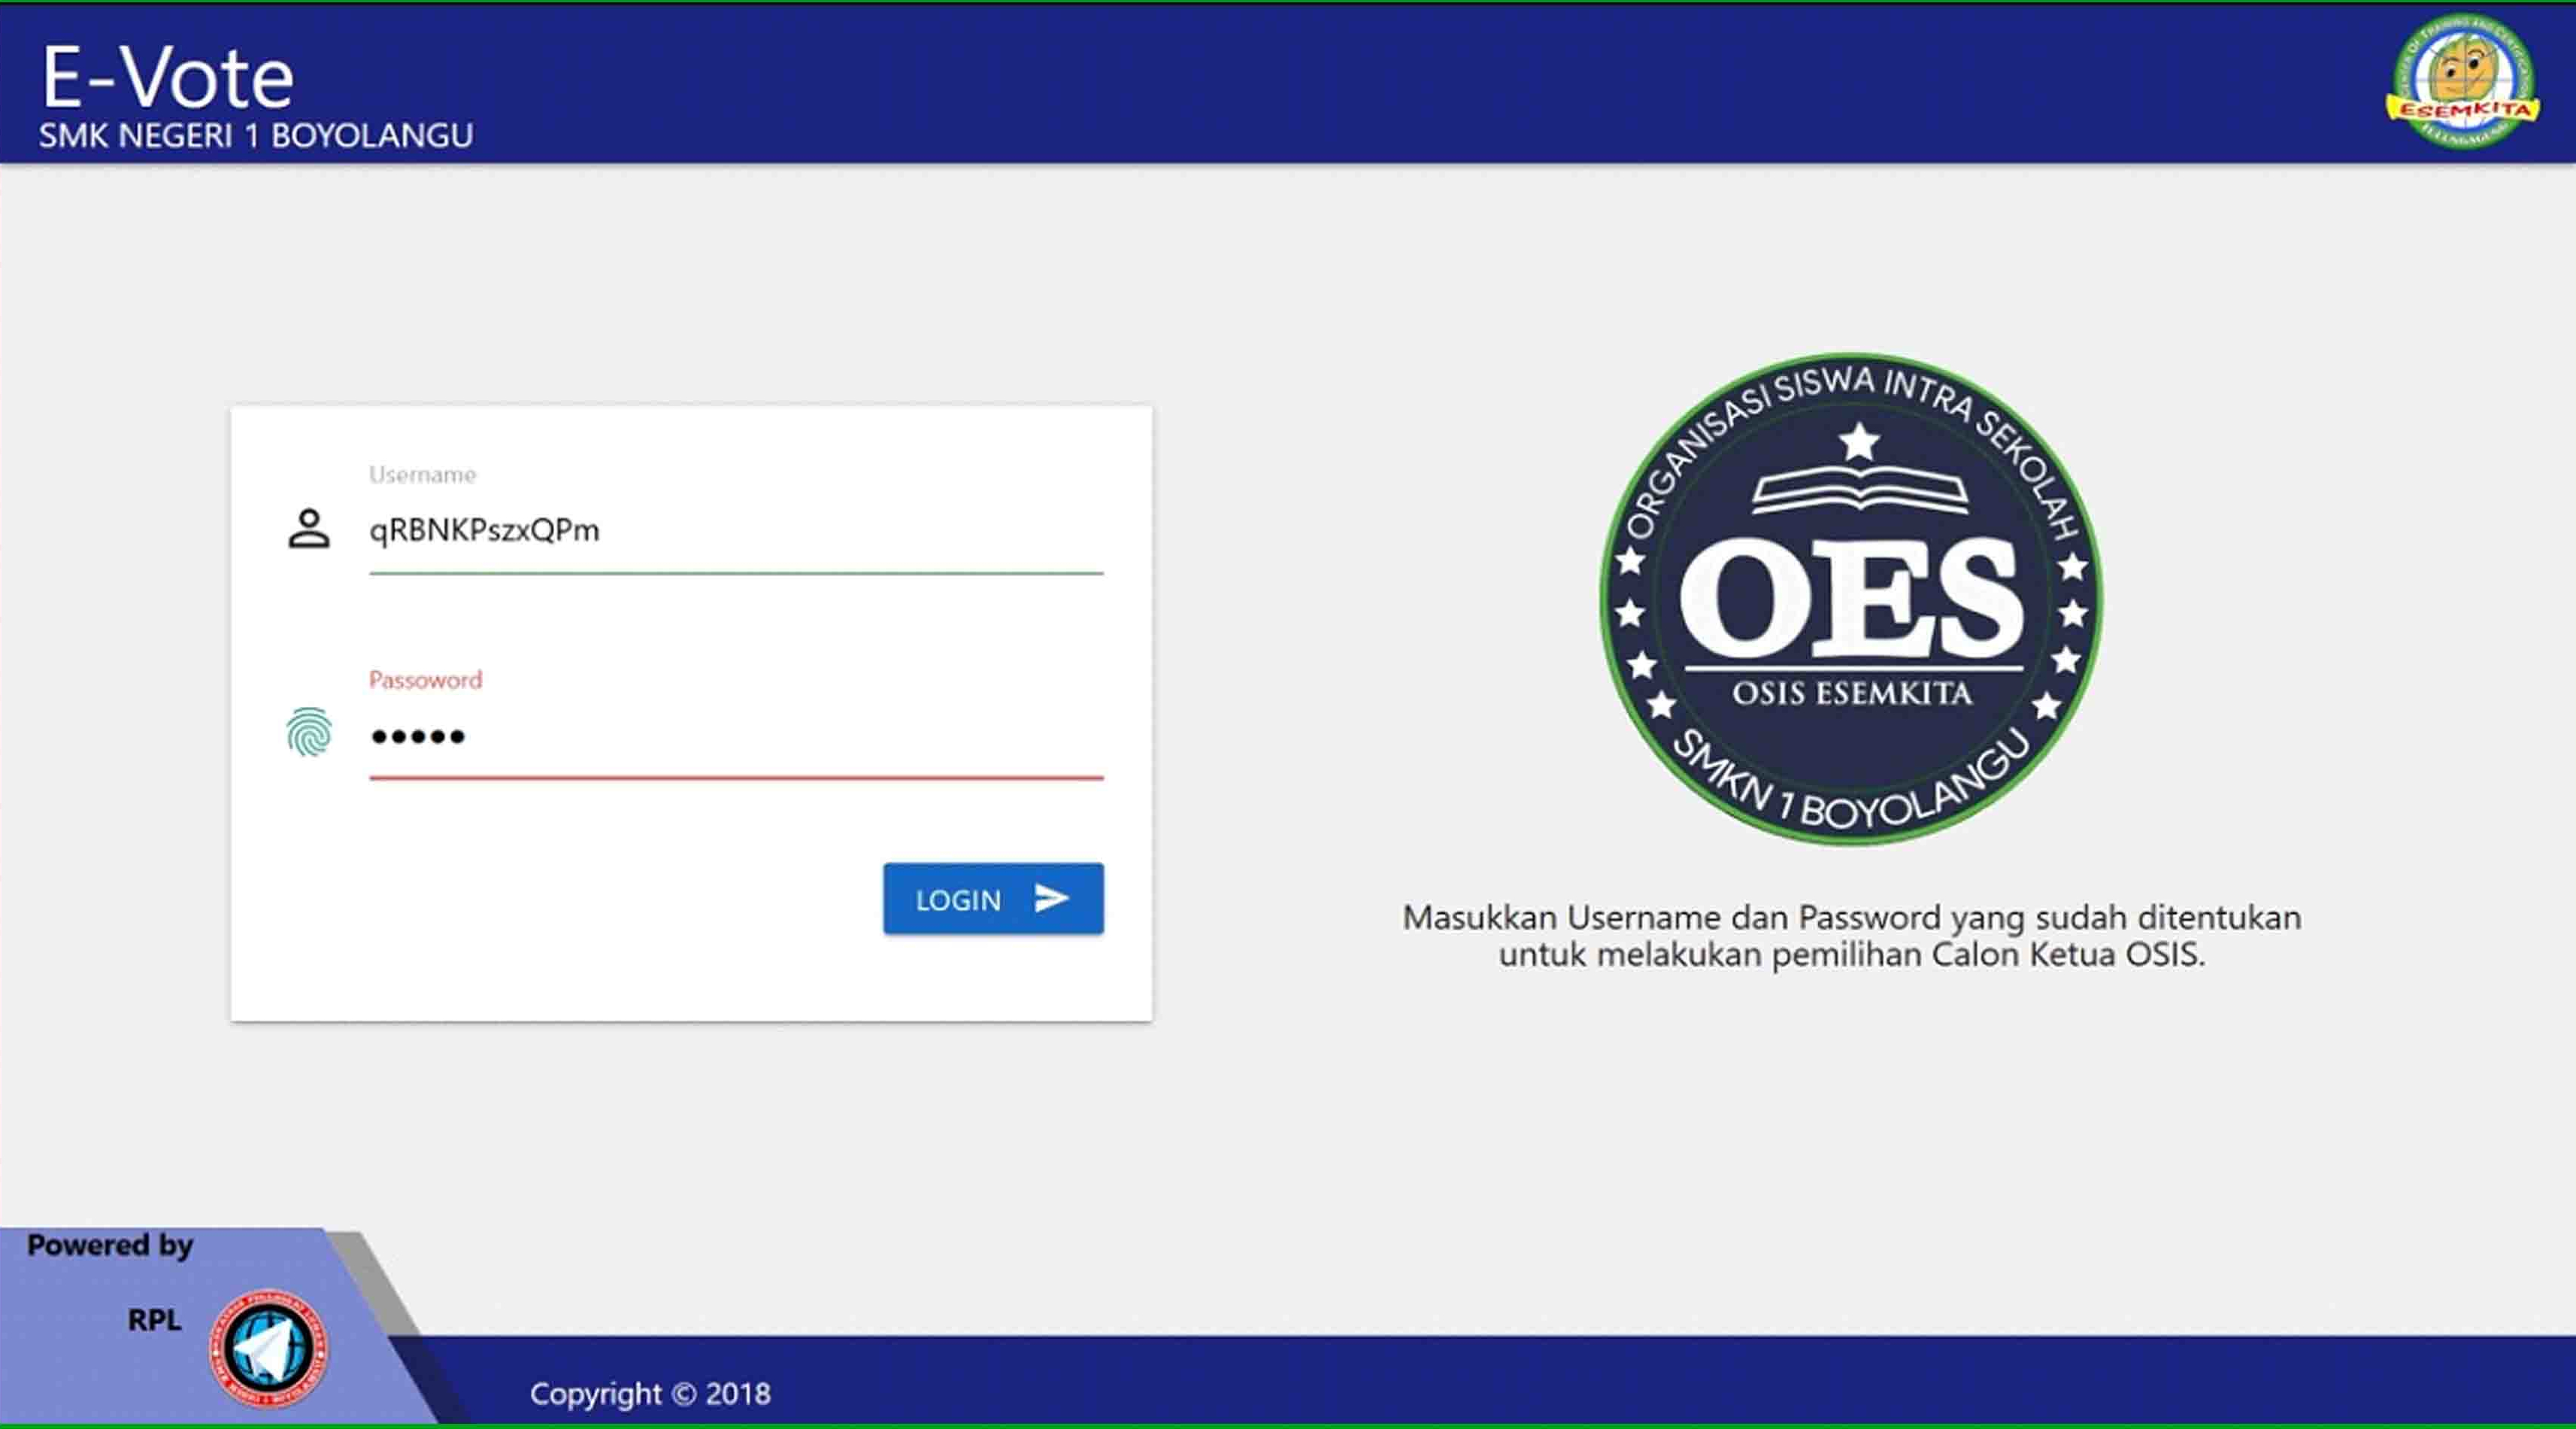 E-Vote
SMK NEGERI 1 BOYOLANGU
ESEMKITA
Username
qRBNKPszxQPm
Passoword
•••••
LOGIN
ORGANISASI SISWA INTRA SEKOLAH
OES
OSIS ESEMKITA
SMKN 1 BOYOLANGU
Masukkan Username dan Password yang sudah ditentukan
untuk melakukan pemilihan Calon Ketua OSIS.
Powered by
RPL
Copyright © 2018